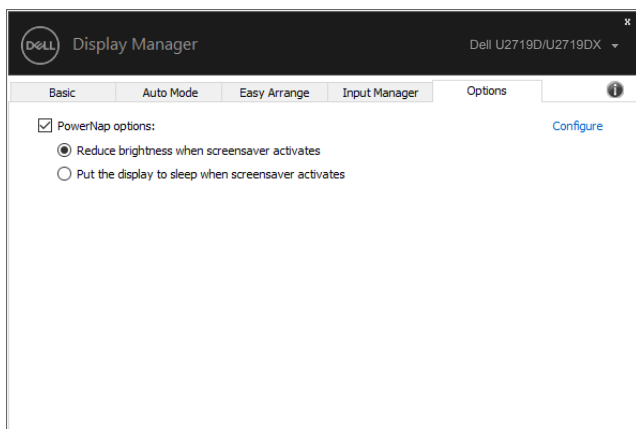 x
DELL
Display Manager
Dell U2719D/U2719DX
Basic
Auto Mode
Easy Arrange
Input Manager
Options
i
PowerNap options:
Configure
Reduce brightness when screensaver activates
Put the display to sleep when screensaver activates